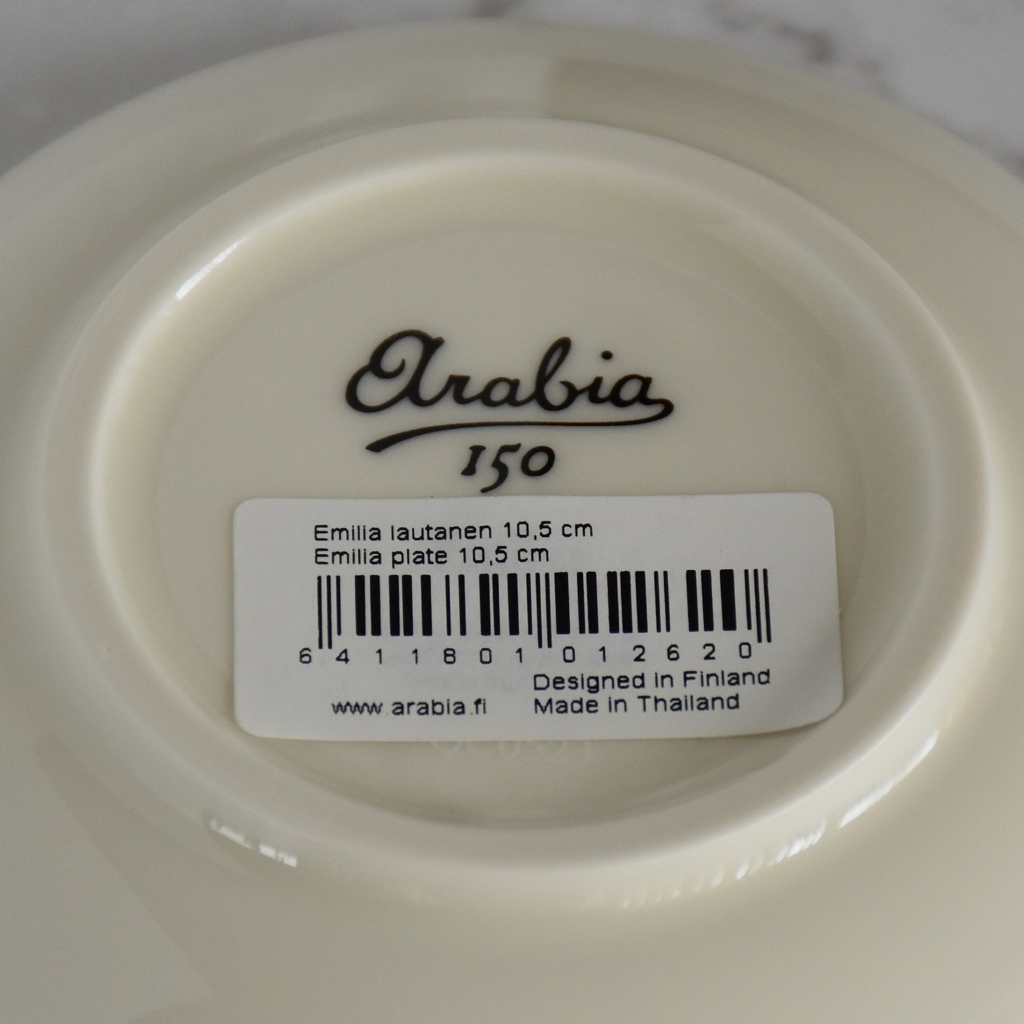 Arabia
150
Emilia lautanen 10,5 cm
Emilia plate 10,5 cm
6 411801 012620
Designed in Finland
www.arabia.fi Made in Thailand